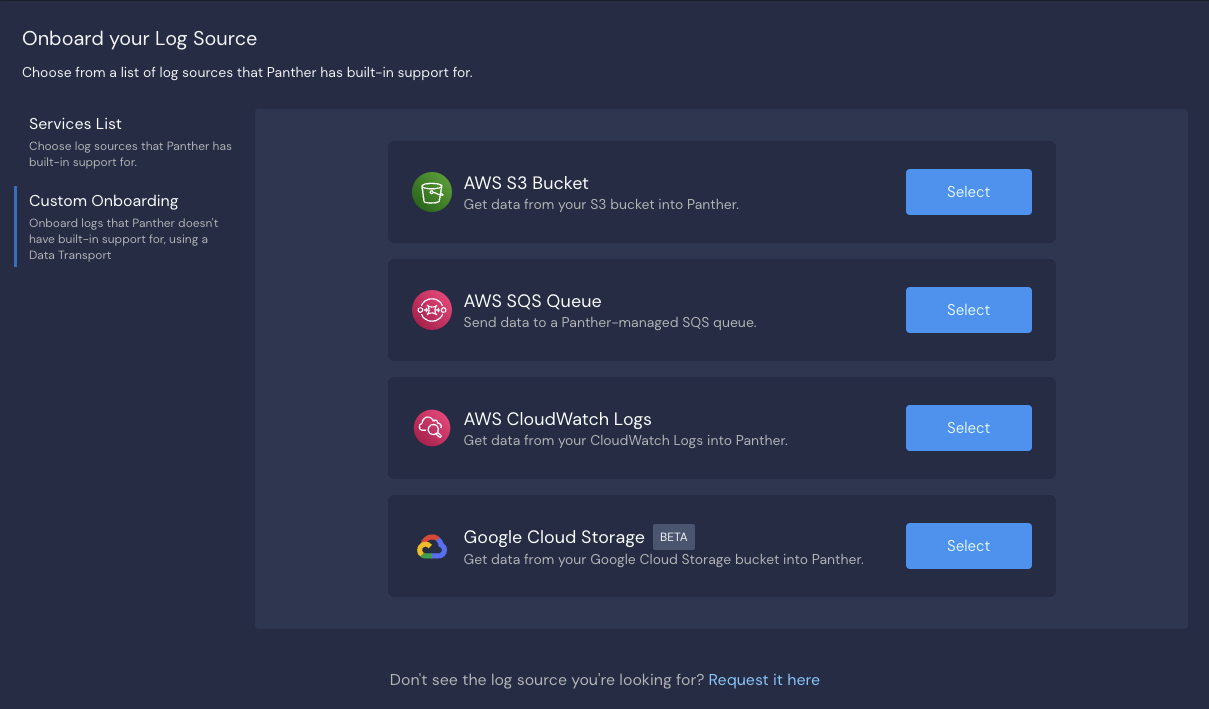 Onboard your Log Source
Choose from a list of log sources that Panther has built-in support for.
Services List
Choose log sources that Panther has
built-in support for.
Custom Onboarding
Onboard logs that Panther doesn't
have built-in support for, using a
Data Transport
AWS S3 Bucket
Get data from your S3 bucket into Panther.
Select
AWS SQS Queue
Send data to a Panther-managed SQS queue.
Select
AWS CloudWatch Logs
Get data from your CloudWatch Logs into Panther.
Select
Google Cloud Storage BETA
Get data from your Google Cloud Storage bucket into Panther.
Select
Don't see the log source you're looking for? Request it here